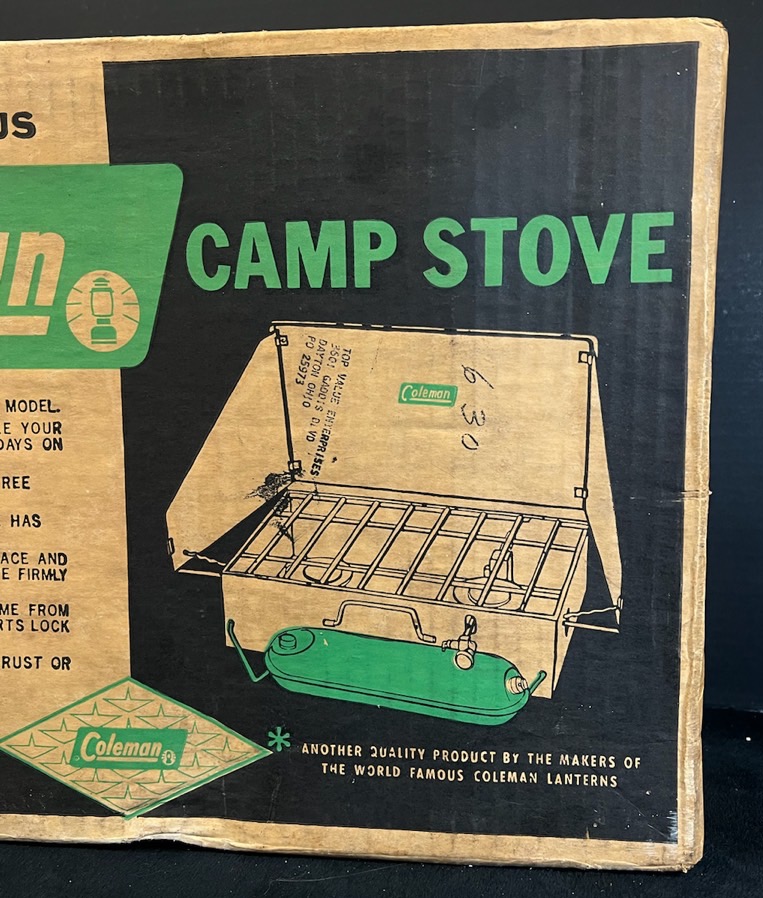 US
an
CAMP STOVE
TOP VALUE ENTERPRISES
DAYTON OHIO
PO 25973
Coleman
630
MODEL.
E YOUR
DAYS ON
REE
HAS
ACE AND
E FIRMLY
ME FROM
RTS LOCK
RUST OR
Coleman
* ANOTHER QUALITY PRODUCT BY THE MAKERS OF
THE WORLD FAMOUS COLEMAN LANTERNS